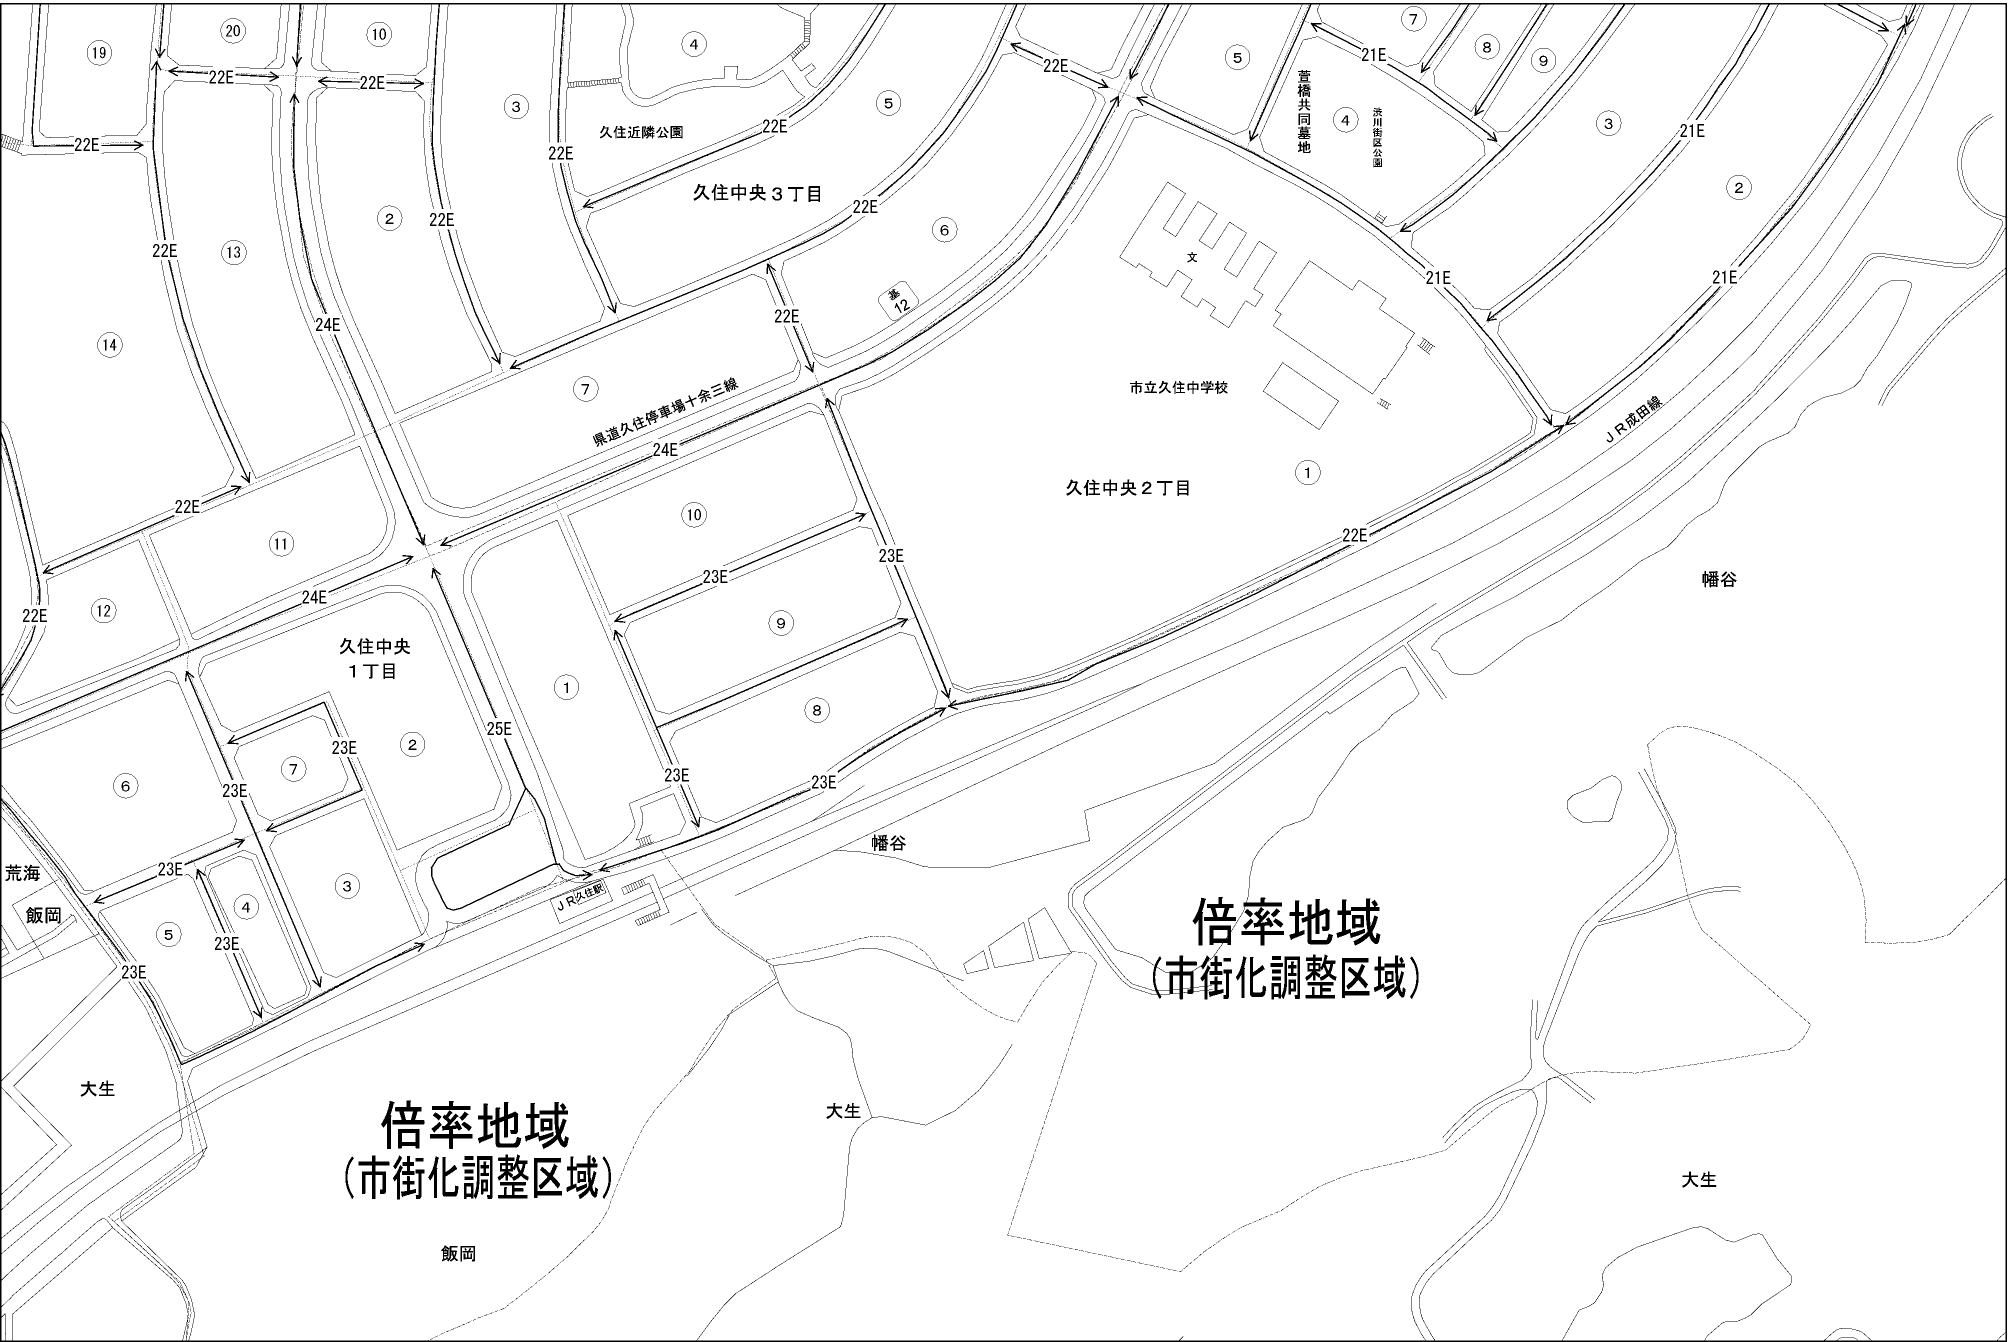 ⑳
⑩
⑲
22E
22E
④
⑤
22E
⑤
⑦
21E
⑧
⑨
③
久住近隣公園
22E
萱橋共同墓地
④
渋川街区公園
③
21E
22E
22E
久住中央3丁目
22E
②
22E
②
22E
⑥
⑬
文
21E
21E
基
12
24E
22E
⑭
⑦
県道久住停車場十余三線
市立久住中学校
JR成田線
24E
①
久住中央2丁目
22E
⑩
⑪
22E
23E
23E
幡谷
24E
⑫
22E
⑨
久住中央
1丁目
①
⑧
25E
②
23E
⑦
⑥
23E
23E
23E
幡谷
荒海
23E
③
JR久住駅
④
飯岡
⑤
23E
23E
倍率地域
(市街化調整区域)
大生
倍率地域
(市街化調整区域)
大生
大生
飯岡